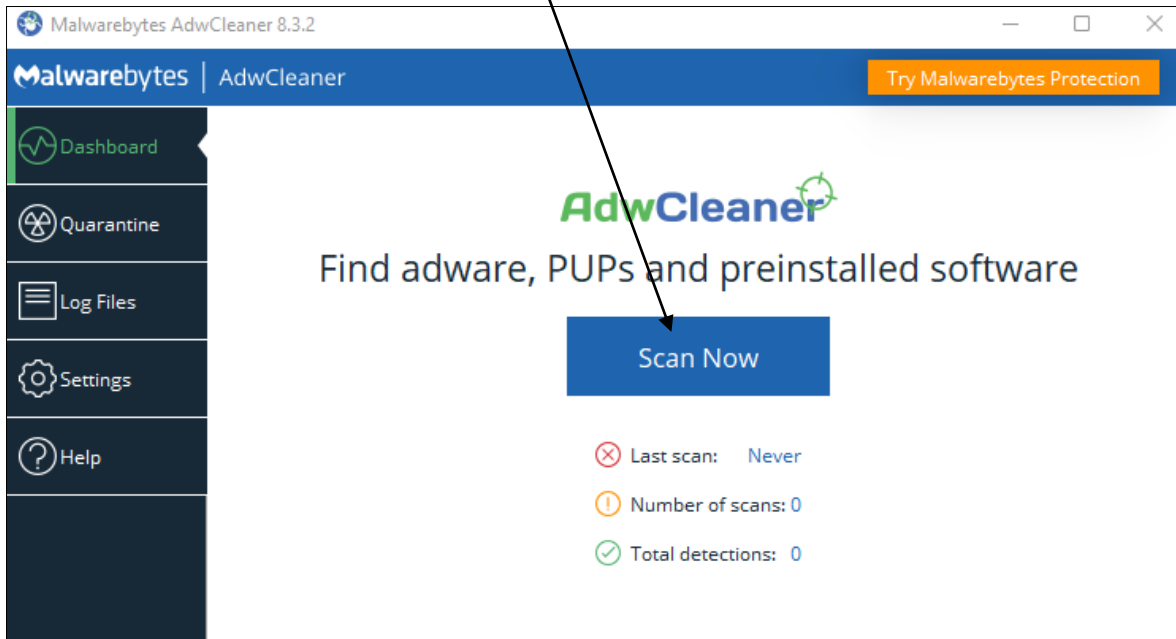 Malwarebytes AdwCleaner 8.3.2
Malwarebytes | AdwCleaner
Try Malwarebytes Protection
Dashboard
Quarantine
Log Files
Settings
Help
AdwCleaner
Find adware, PUPs and preinstalled software
Scan Now
Last scan: Never
Number of scans: 0
Total detections: 0